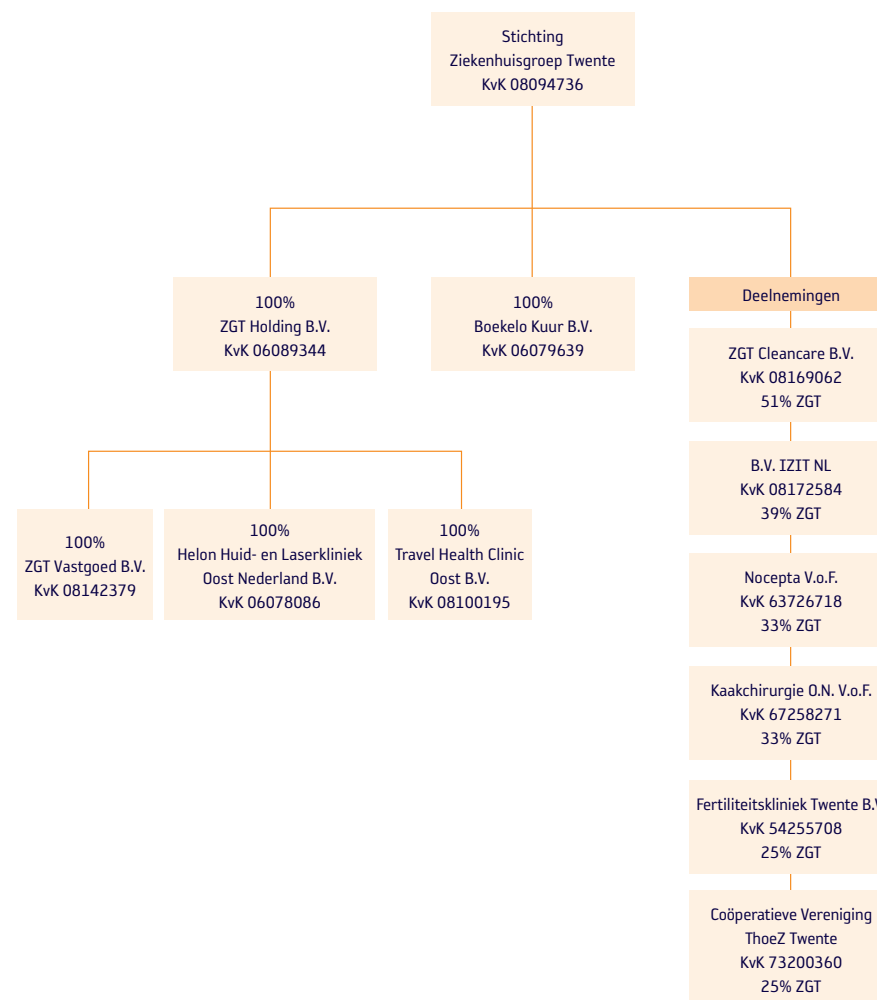 Stichting
Ziekenhuisgroep Twente
KvK 08094736
100%
ZGT Holding B.V.
KvK 06089344
100%
Boekelo Kuur B.V.
KvK 06079639
Deelnemingen
ZGT Cleancare B.V.
KvK 08169062
51% ZGT
B.V. IZIT NL
KvK 08172584
39% ZGT
100%
ZGT Vastgoed B.V.
KvK 08142379
100%
Helon Huid- en Laserkliniek
Oost Nederland B.V.
KvK 06078086
100%
Travel Health Clinic
Oost B.V.
KvK 08100195
Nocepta V.o.F.
KvK 63726718
33% ZGT
Kaakchirurgie O.N. V.o.F.
KvK 67258271
33% ZGT
Fertiliteitskliniek Twente B.V
KvK 54255708
25% ZGT
Coöperatieve Vereniging
ThoeZ Twente
KvK 73200360
25% ZGT